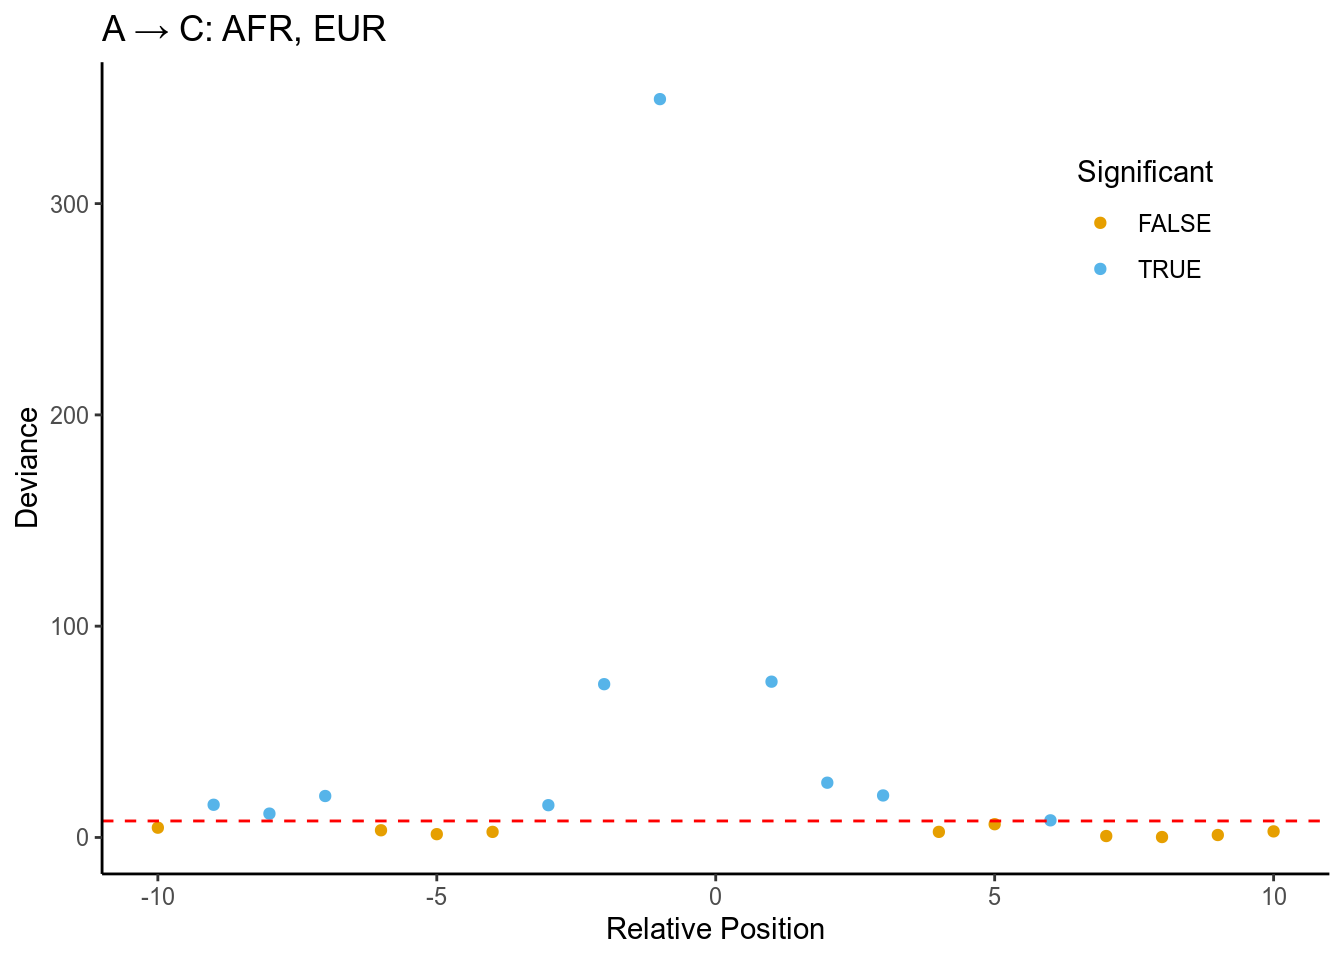 A → C: AFR, EUR
Significant
FALSE
TRUE
300
200
100
0
Deviance
-10
-5
0
5
10
Relative Position